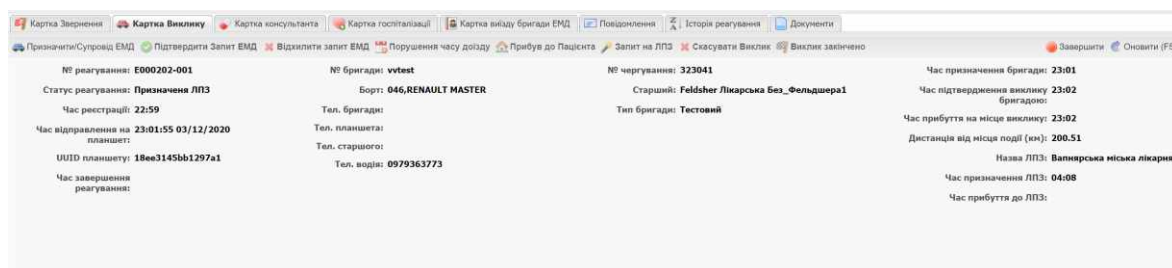 Картка Звернення Картка Виклику Картка консультанта Картка госпіталізації Картка виїзду бригади ЕМД Повідомлення Історія реагування Документи
Призначити/Супровід ЕМД Підтвердити Запит ЕМД Відхилити запит ЕМД Порушення часу доїзду Прибув до Пацієнта Запит на ЛПЗ Скасувати Виклик Виклик закінчено Завершити Оновити (F5
№ реагування: E000202-001
Статус реагування: Призначеня ЛПЗ
Час реєстрації: 22:59
Час відправлення на планшет: 23:01:55 03/12/2020
UUID планшету: 18ee3145bb1297a1
Час завершення
реагування:
№ бригади: vvtest
Борт: 046,RENAULT MASTER
Тел. бригади:
Тел. планшета:
Тел. старшого:
Тел. водія: 0979363773
№ чергування: 323041
Старший: Feldsher Лікарська Без_Фельдшера1
Тип бригади: Тестовий
Час призначення бригади: 23:01
Час підтвердження виклику бригадою: 23:02
Час прибуття на місце виклику: 23:02
Дистанція від місця події (км): 200.51
Назва ЛПЗ: Вапнярська міська лікарня
Час призначення ЛПЗ: 04:08
Час прибуття до ЛПЗ: